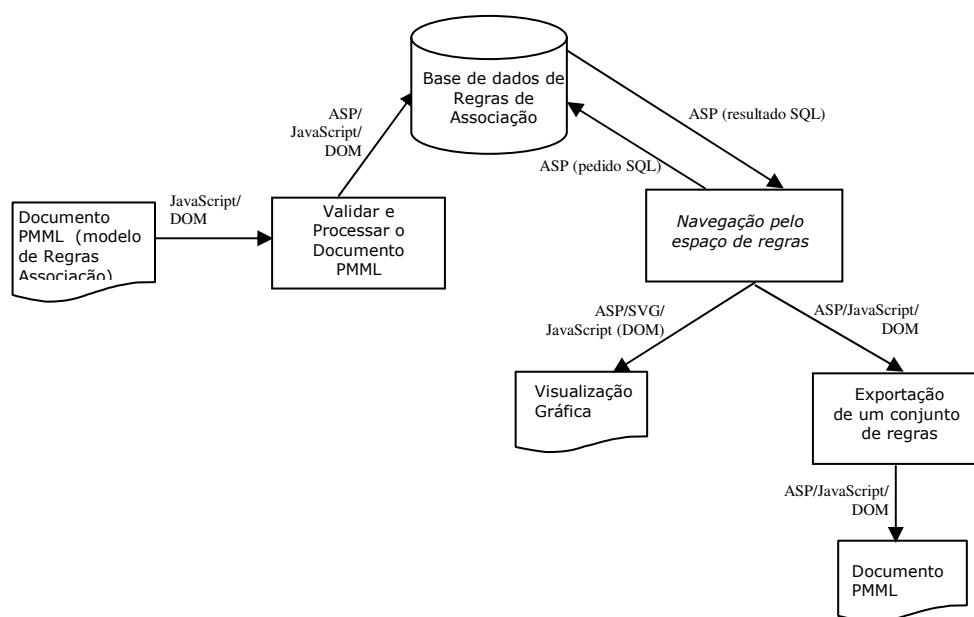 Base de dados de
Regras de
Associação
ASP/
JavaScript/
DOM
ASP (resultado SQL)
ASP (pedido SQL)
JavaScript/
DOM
Documento
PMML (modelo
de Regras
Associação)
Validar e
Processar o
Documento
PMML
Navegação pelo
espaço de regras
ASP/SVG/
JavaScript (DOM)
ASP/JavaScript/
DOM
Visualização
Gráfica
Exportação
de um conjunto
de regras
ASP/JavaScript/
DOM
Documento
PMML